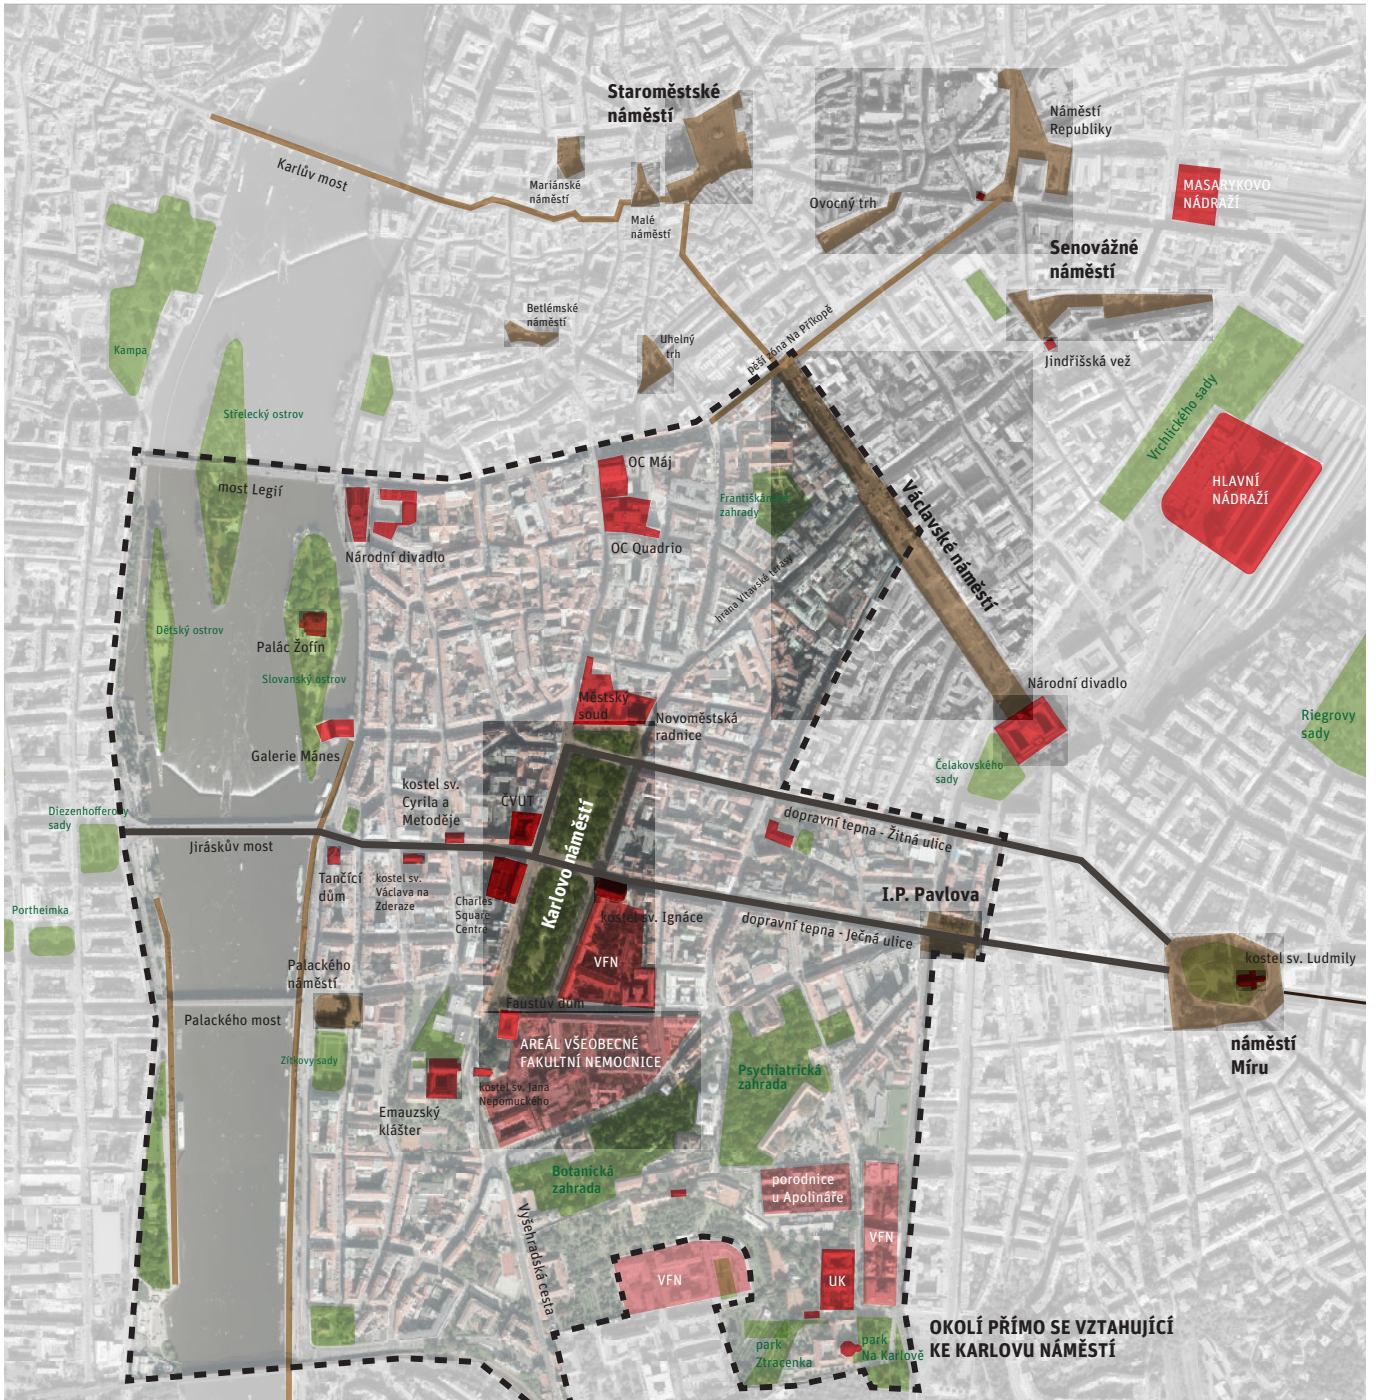 Staroměstské
náměstí
Náměstí
Republiky
Karlův most
Mariánské
náměstí
Malé
náměstí
Ovocný trh
MASARYKOVO
NÁDRAŽÍ
Senovážné
náměstí
Betlémské
náměstí
Uhelný
trh
pěší zóna Na Příkopě
Jindřišská vež
Kampa
Střelecký ostrov
Vrchlického sady
most Legií
OC Máj
Františkánské
zahrady
Václavské náměstí
HLAVNÍ
NÁDRAŽÍ
Národní divadlo
OC Quadrio
hrana Vltavské terasy
Dětský ostrov
Palác Žofín
Slovanský ostrov
Městský
soud
Novoměstská
radnice
Národní divadlo
Riegrovy
sady
Galerie Mánes
Čelakovského
sady
kostel sv.
Cyrila a
Metoděje
ČVUT
Karlovo náměstí
Diezenhofferovy
sady
Jiráskův most
dopravní tepna - Žitná ulice
Tančící
dům
kostel sv.
Václava na
Zderaze
Charles
Square
Centre
kostel sv. Ignáce
dopravní tepna - Ječná ulice
I.P. Pavlova
Portheimka
VFN
Palackého
náměstí
kostel sv. Ludmily
Faustův dům
Palackého most
AREÁL VŠEOBECNÉ
FAKULTNÍ NEMOCNICE
náměstí
Míru
Zítkovy sady
Psychiatrická
zahrada
kostel sv. Jana
Nepomuckého
Emauzský
klášter
Botanická
zahrada
porodnice
u Apolináře
Vyšehradská cesta
VFN
VFN
UK
OKOLÍ PŘÍMO SE VZTAHUJÍCÍ
KE KARLOVU NÁMĚSTÍ
park
Ztracenka
park
Na Karlově